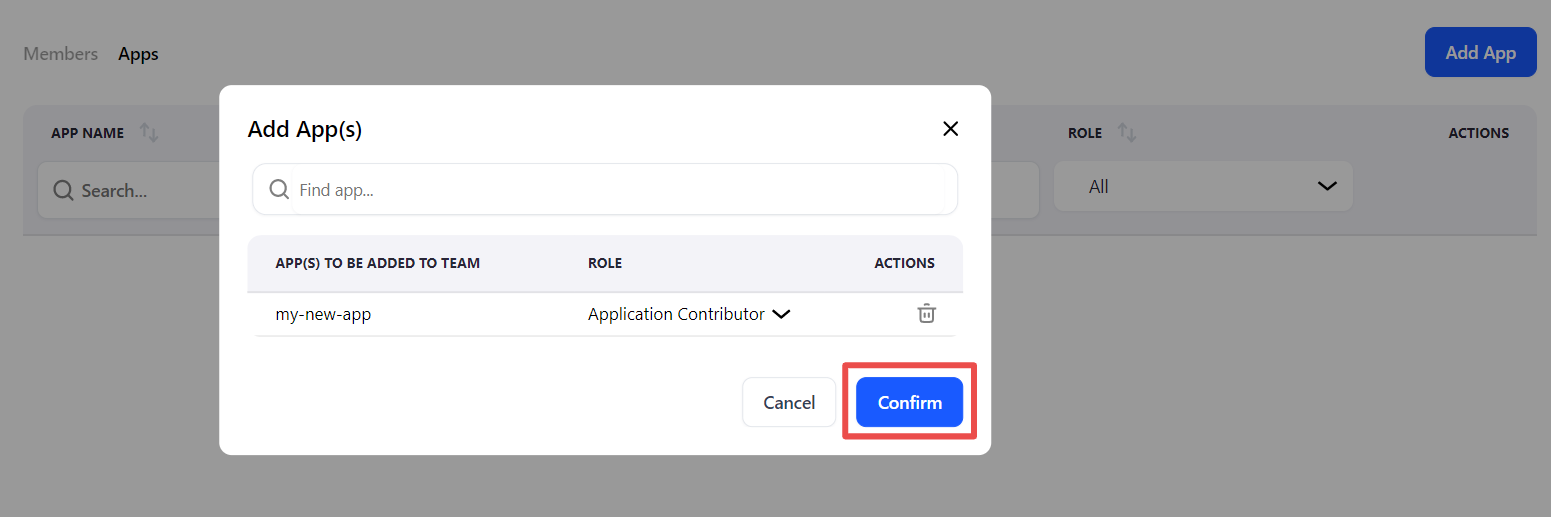 Members Apps Add App
APP NAME ROLE ACTIONS
Search... All
Add App(s)
Find app...
APP(S) TO BE ADDED TO TEAM ROLE ACTIONS
my-new-app Application Contributor
Cancel Confirm